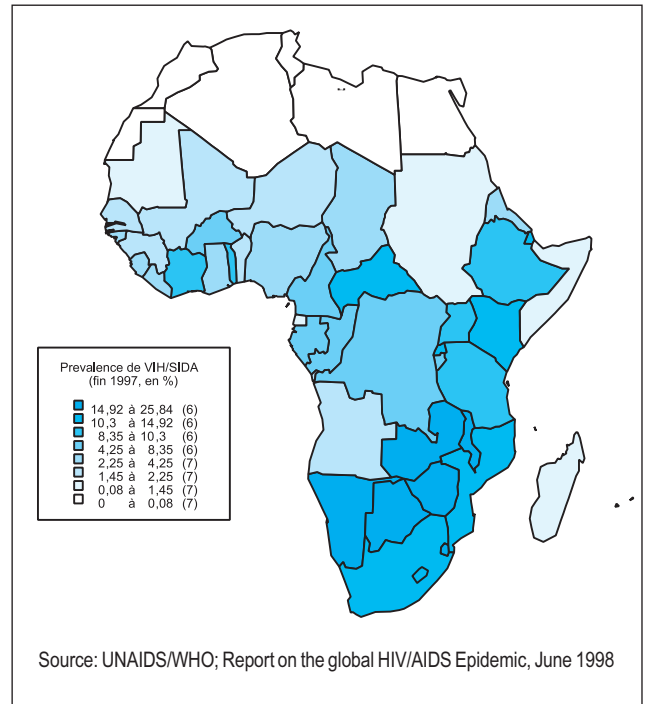 Prevalence de VIH/SIDA
(fin 1997, en %)
14,92 à 25,84 (6)
10,3 à 14,92 (6)
8,35 à 10,3 (6)
4,25 à 8,35 (6)
2,25 à 4,25 (7)
1,45 à 2,25 (7)
0,08 à 1,45 (7)
0 à 0,08 (7)
Source: UNAIDS/WHO; Report on the global HIV/AIDS Epidemic, June 1998